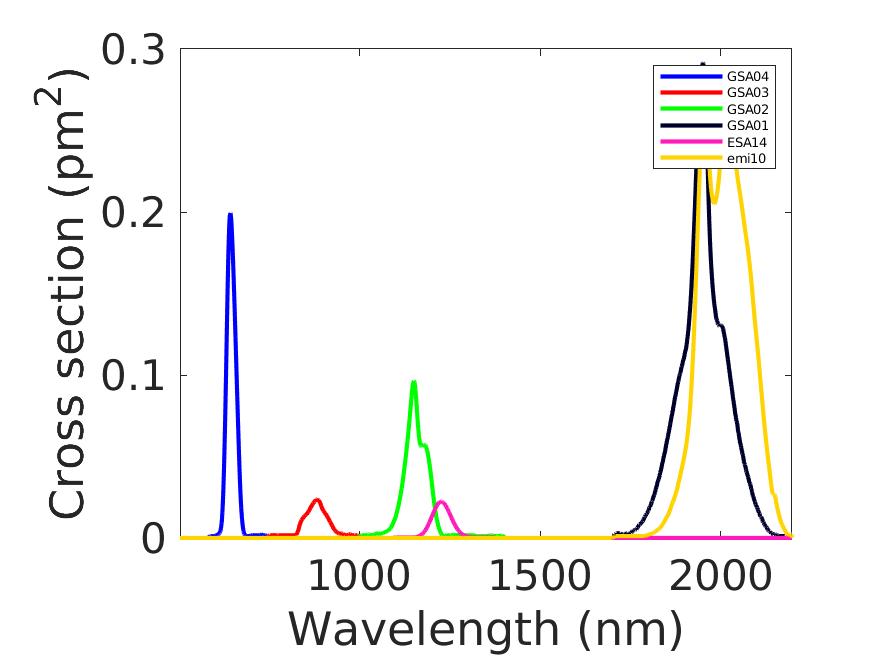 0.3
0.2
0.1
0
Cross section (pm²)
GSA04
GSA03
GSA02
GSA01
ESA14
emi10
1000 1500 2000
Wavelength (nm)